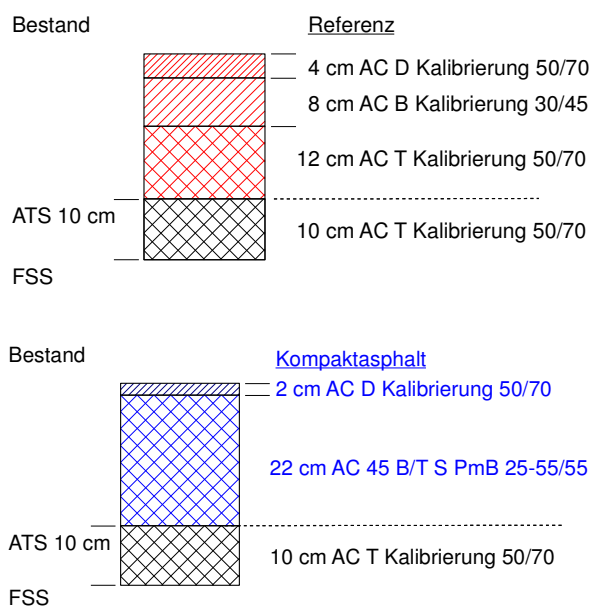 Bestand
Referenz
4 cm AC D Kalibrierung 50/70
8 cm AC B Kalibrierung 30/45
12 cm AC T Kalibrierung 50/70
ATS 10 cm
10 cm AC T Kalibrierung 50/70
FSS
Bestand
Kompaktasphalt
2 cm AC D Kalibrierung 50/70
22 cm AC 45 B/T S PmB 25-55/55
ATS 10 cm
10 cm AC T Kalibrierung 50/70
FSS